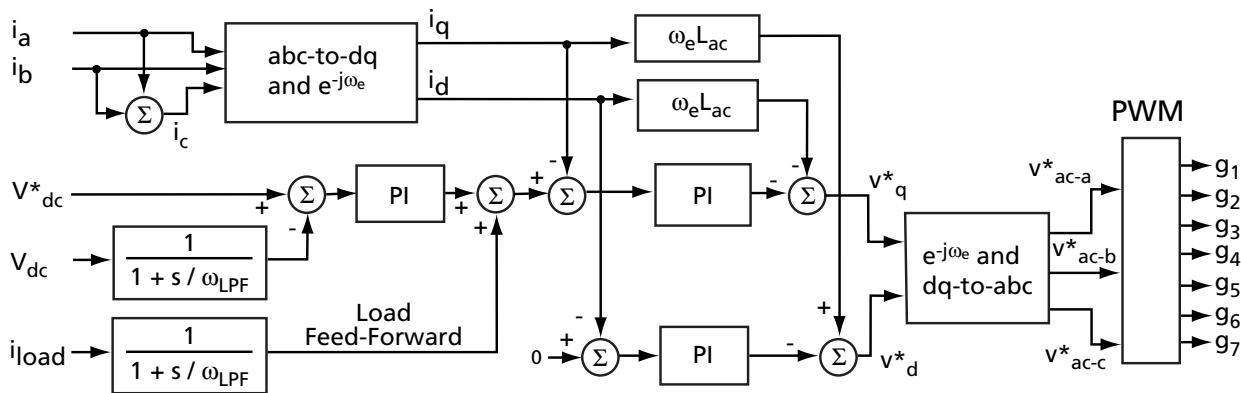 i_a
i_b
Σ
i_c
abc-to-dq
and e^-jω_e
i_q
i_d
ω_eL_ac
ω_eL_ac
PWM
V*_dc
+
-
Σ
PI
+
+
Σ
+
-
Σ
PI
-
-
Σ
v*_q
V_dc
1
1 + s / ω_LPF
i_load
1
1 + s / ω_LPF
Load
Feed-Forward
0
+
-
Σ
PI
-
+
Σ
v*_d
e^-jω_e and
dq-to-abc
v*_ac-a
v*_ac-b
v*_ac-c
g_1
g_2
g_3
g_4
g_5
g_6
g_7